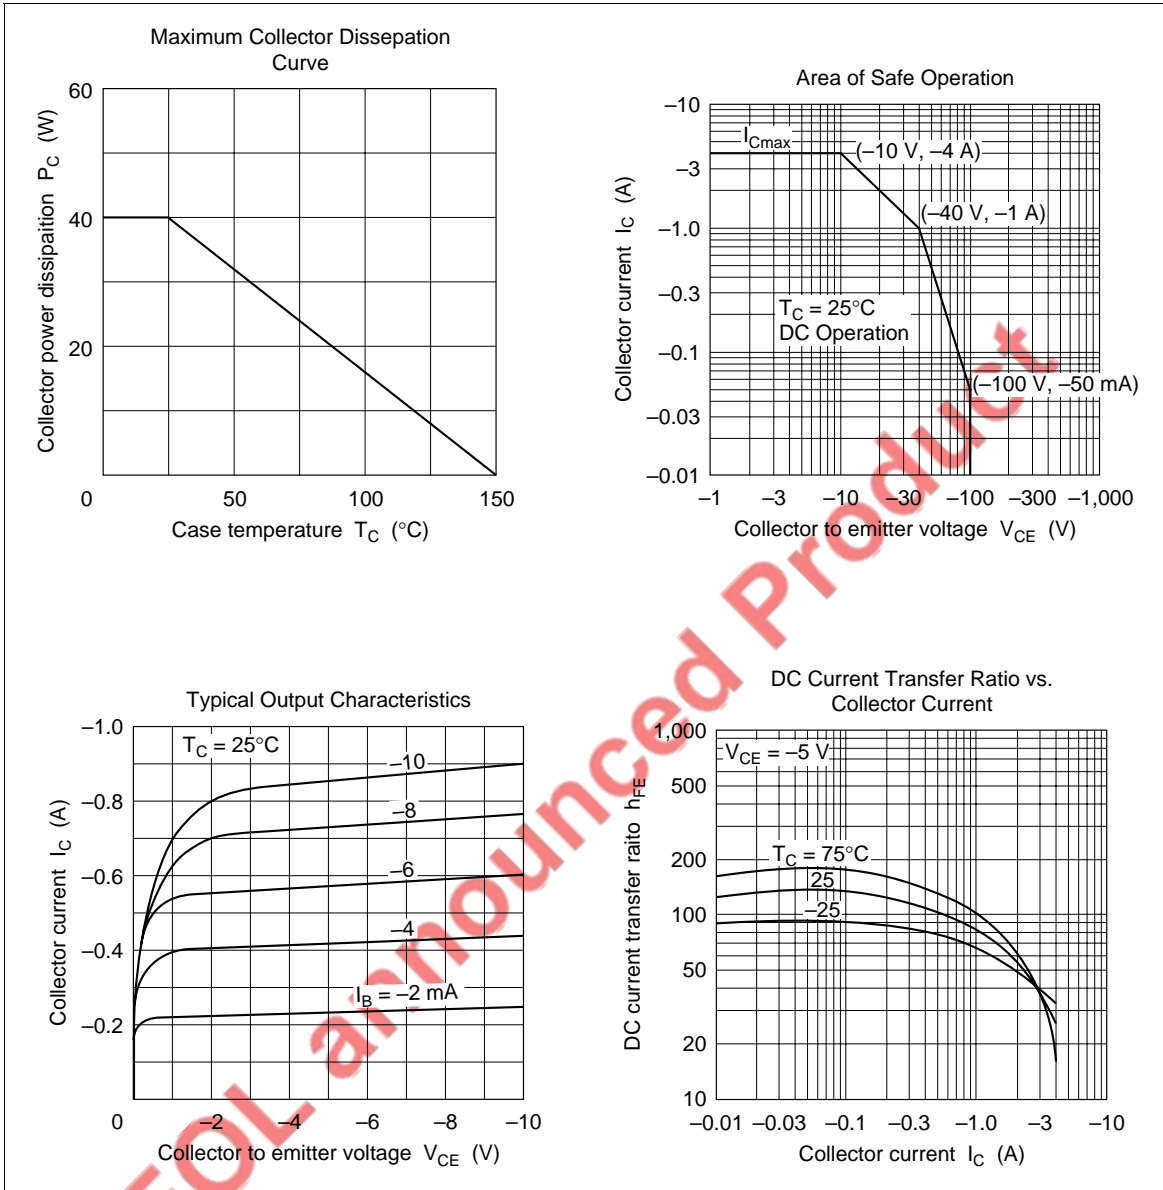 Maximum Collector Dissepation
Curve
60
40
20
0
50
100
150
Collector power dissipaition PC (W)
Case temperature TC (°C)
Area of Safe Operation
–10
–3
–1.0
–0.3
–0.1
–0.03
–0.01
ICmax
(–10 V, –4 A)
(–40 V, –1 A)
TC = 25°C
DC Operation
(–100 V, –50 mA)
–1
–3
–10
–30
–100
–300
–1,000
Collector current IC (A)
Collector to emitter voltage VCE (V)
Typical Output Characteristics
–1.0
–0.8
–0.6
–0.4
–0.2
0
TC = 25°C
–10
–8
–6
–4
IB = –2 mA
–2
–4
–6
–8
–10
Collector current IC (A)
Collector to emitter voltage VCE (V)
DC Current Transfer Ratio vs.
Collector Current
1,000
500
200
100
50
20
10
VCE = –5 V
TC = 75°C
25
–25
–0.01
–0.03
–0.1
–0.3
–1.0
–3
–10
DC current transfer raito hFE
Collector current IC (A)
EOL announced Product